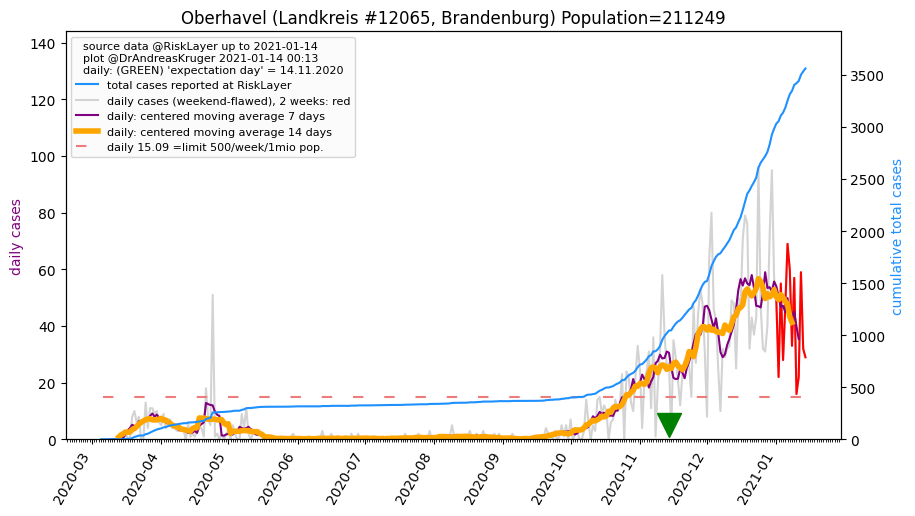 Oberhavel (Landkreis #12065, Brandenburg) Population=211249
source data @RiskLayer up to 2021-01-14
plot @DrAndreasKruger 2021-01-14 00:13
daily: (GREEN) 'expectation day' = 14.11.2020
total cases reported at RiskLayer
daily cases (weekend-flawed), 2 weeks: red
daily: centered moving average 7 days
daily: centered moving average 14 days
daily 15.09 =limit 500/week/1mio pop.
daily cases
140
120
100
80
60
40
20
0
cumulative total cases
3500
3000
2500
2000
1500
1000
500
0
2020-03
2020-04
2020-05
2020-06
2020-07
2020-08
2020-09
2020-10
2020-11
2020-12
2021-01